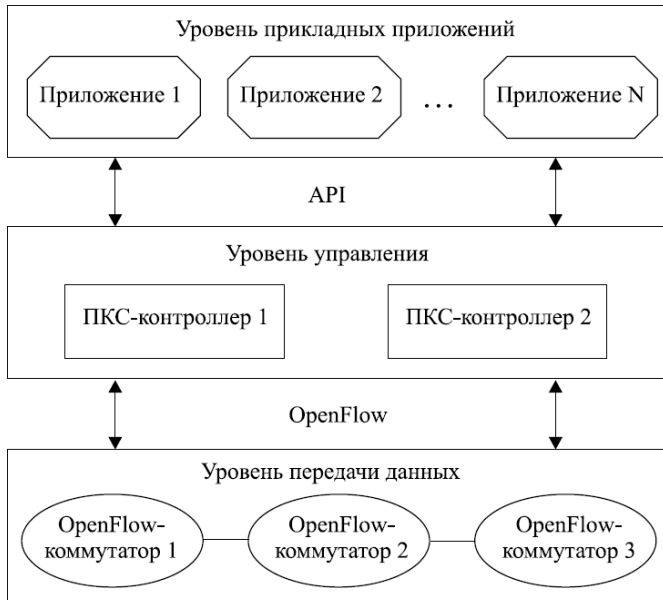 Уровень прикладных приложений
Приложение 1
Приложение 2
...
Приложение N
API
Уровень управления
ПКС-контроллер 1
ПКС-контроллер 2
OpenFlow
Уровень передачи данных
OpenFlow-
коммутатор 1
OpenFlow-
коммутатор 2
OpenFlow-
коммутатор 3